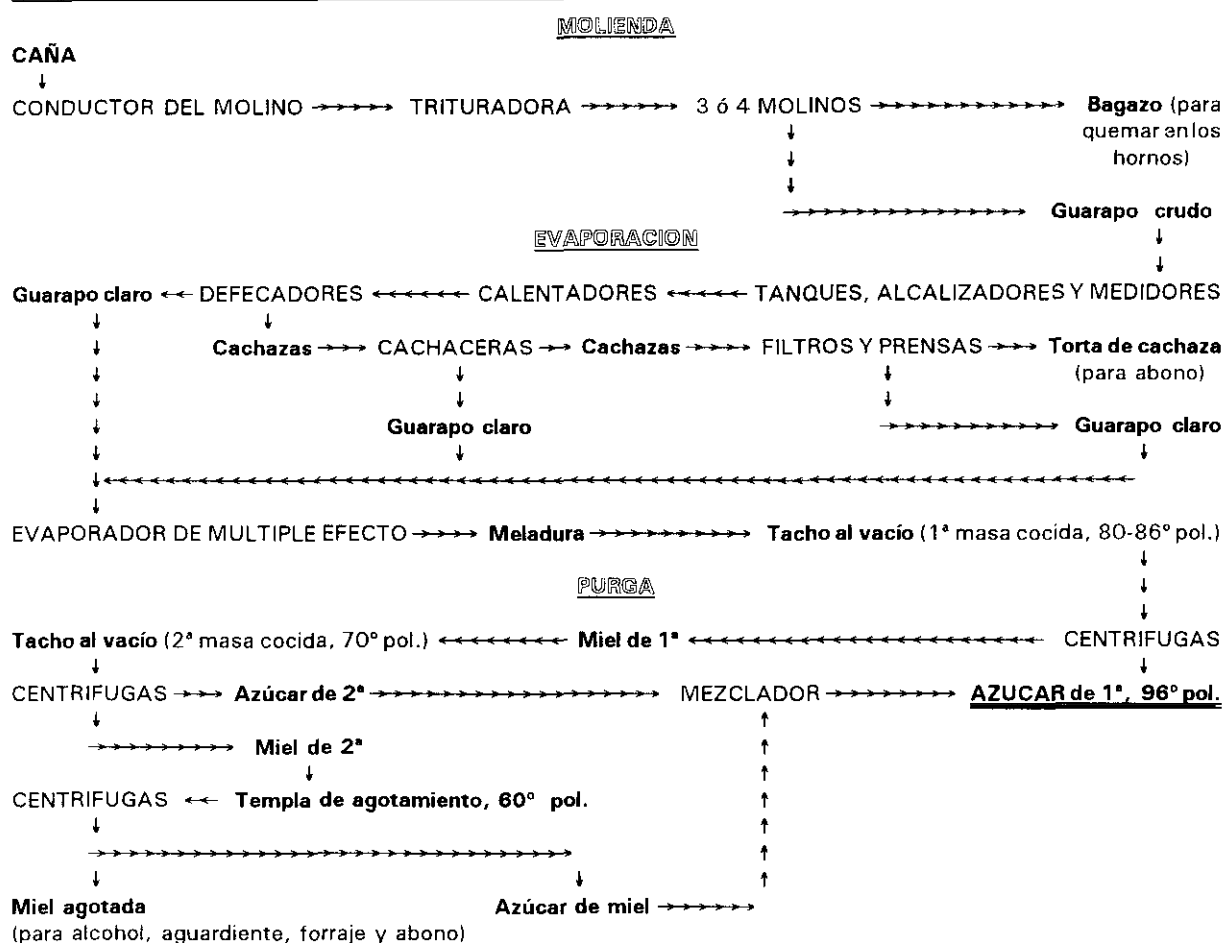 MOLIENDA
CAÑA
CONDUCTOR DEL MOLINO TRITURADORA 3 ó 4 MOLINOS Bagazo (para
quemar en los
hornos)
Guarapo crudo
EVAPORACION
Guarapo claro DEFECADORES CALENTADORES TANQUES, ALCALIZADORES Y MEDIDORES
Cachazas CACHACERAS Cachazas FILTROS Y PRENSAS Torta de cachaza
(para abono)
Guarapo claro Guarapo claro
EVAPORADOR DE MULTIPLE EFECTO Meladura Tacho al vacío (1ª masa cocida, 80-86º pol.)
PURGA
Tacho al vacío (2ª masa cocida, 70º pol.) Miel de 1ª CENTRIFUGAS
CENTRIFUGAS Azúcar de 2ª MEZCLADOR AZUCAR de 1ª, 96º pol.
Miel de 2ª
CENTRIFUGAS Templa de agotamiento, 60º pol.
Miel agotada Azúcar de miel
(para alcohol, aguardiente, forraje y abono)